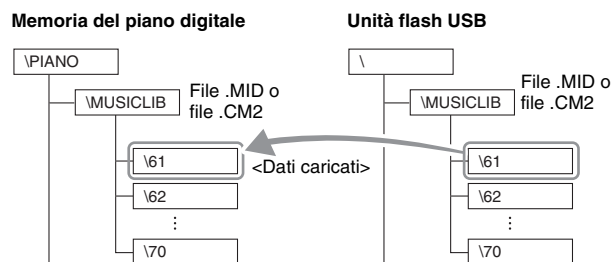 Memoria del piano digitale
\PIANO
\MUSICLIB
File .MID o
file .CM2
\61
<Dati caricati>
\62
⋮
\70
Unità flash USB
\
\MUSICLIB
File .MID o
file .CM2
\61
\62
⋮
\70